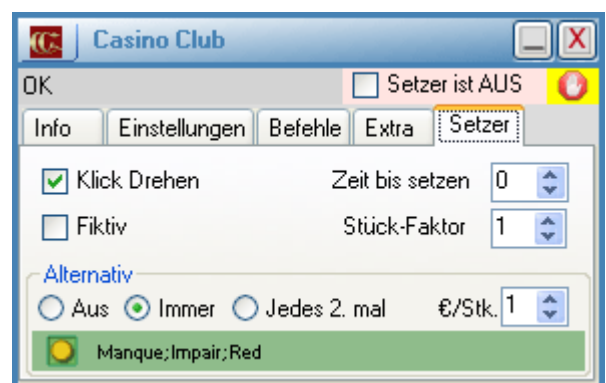 Casino Club
OK Setzer ist AUS
Info Einstellungen Befehle Extra Setzer
Klick Drehen Zeit bis setzen 0
Fiktiv Stück-Faktor 1
Alternativ
Aus Immer Jedes 2. mal €/Stk. 1
Manque;Impair;Red